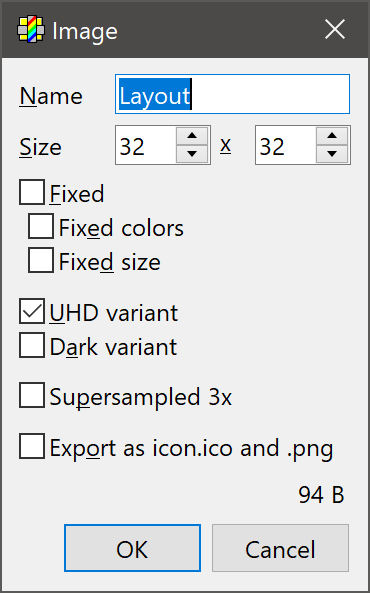 Image
Name Layout
Size 32 x 32
Fixed
Fixed colors
Fixed size
UHD variant
Dark variant
Supersampled 3x
Export as icon.ico and .png
94 B
OK Cancel